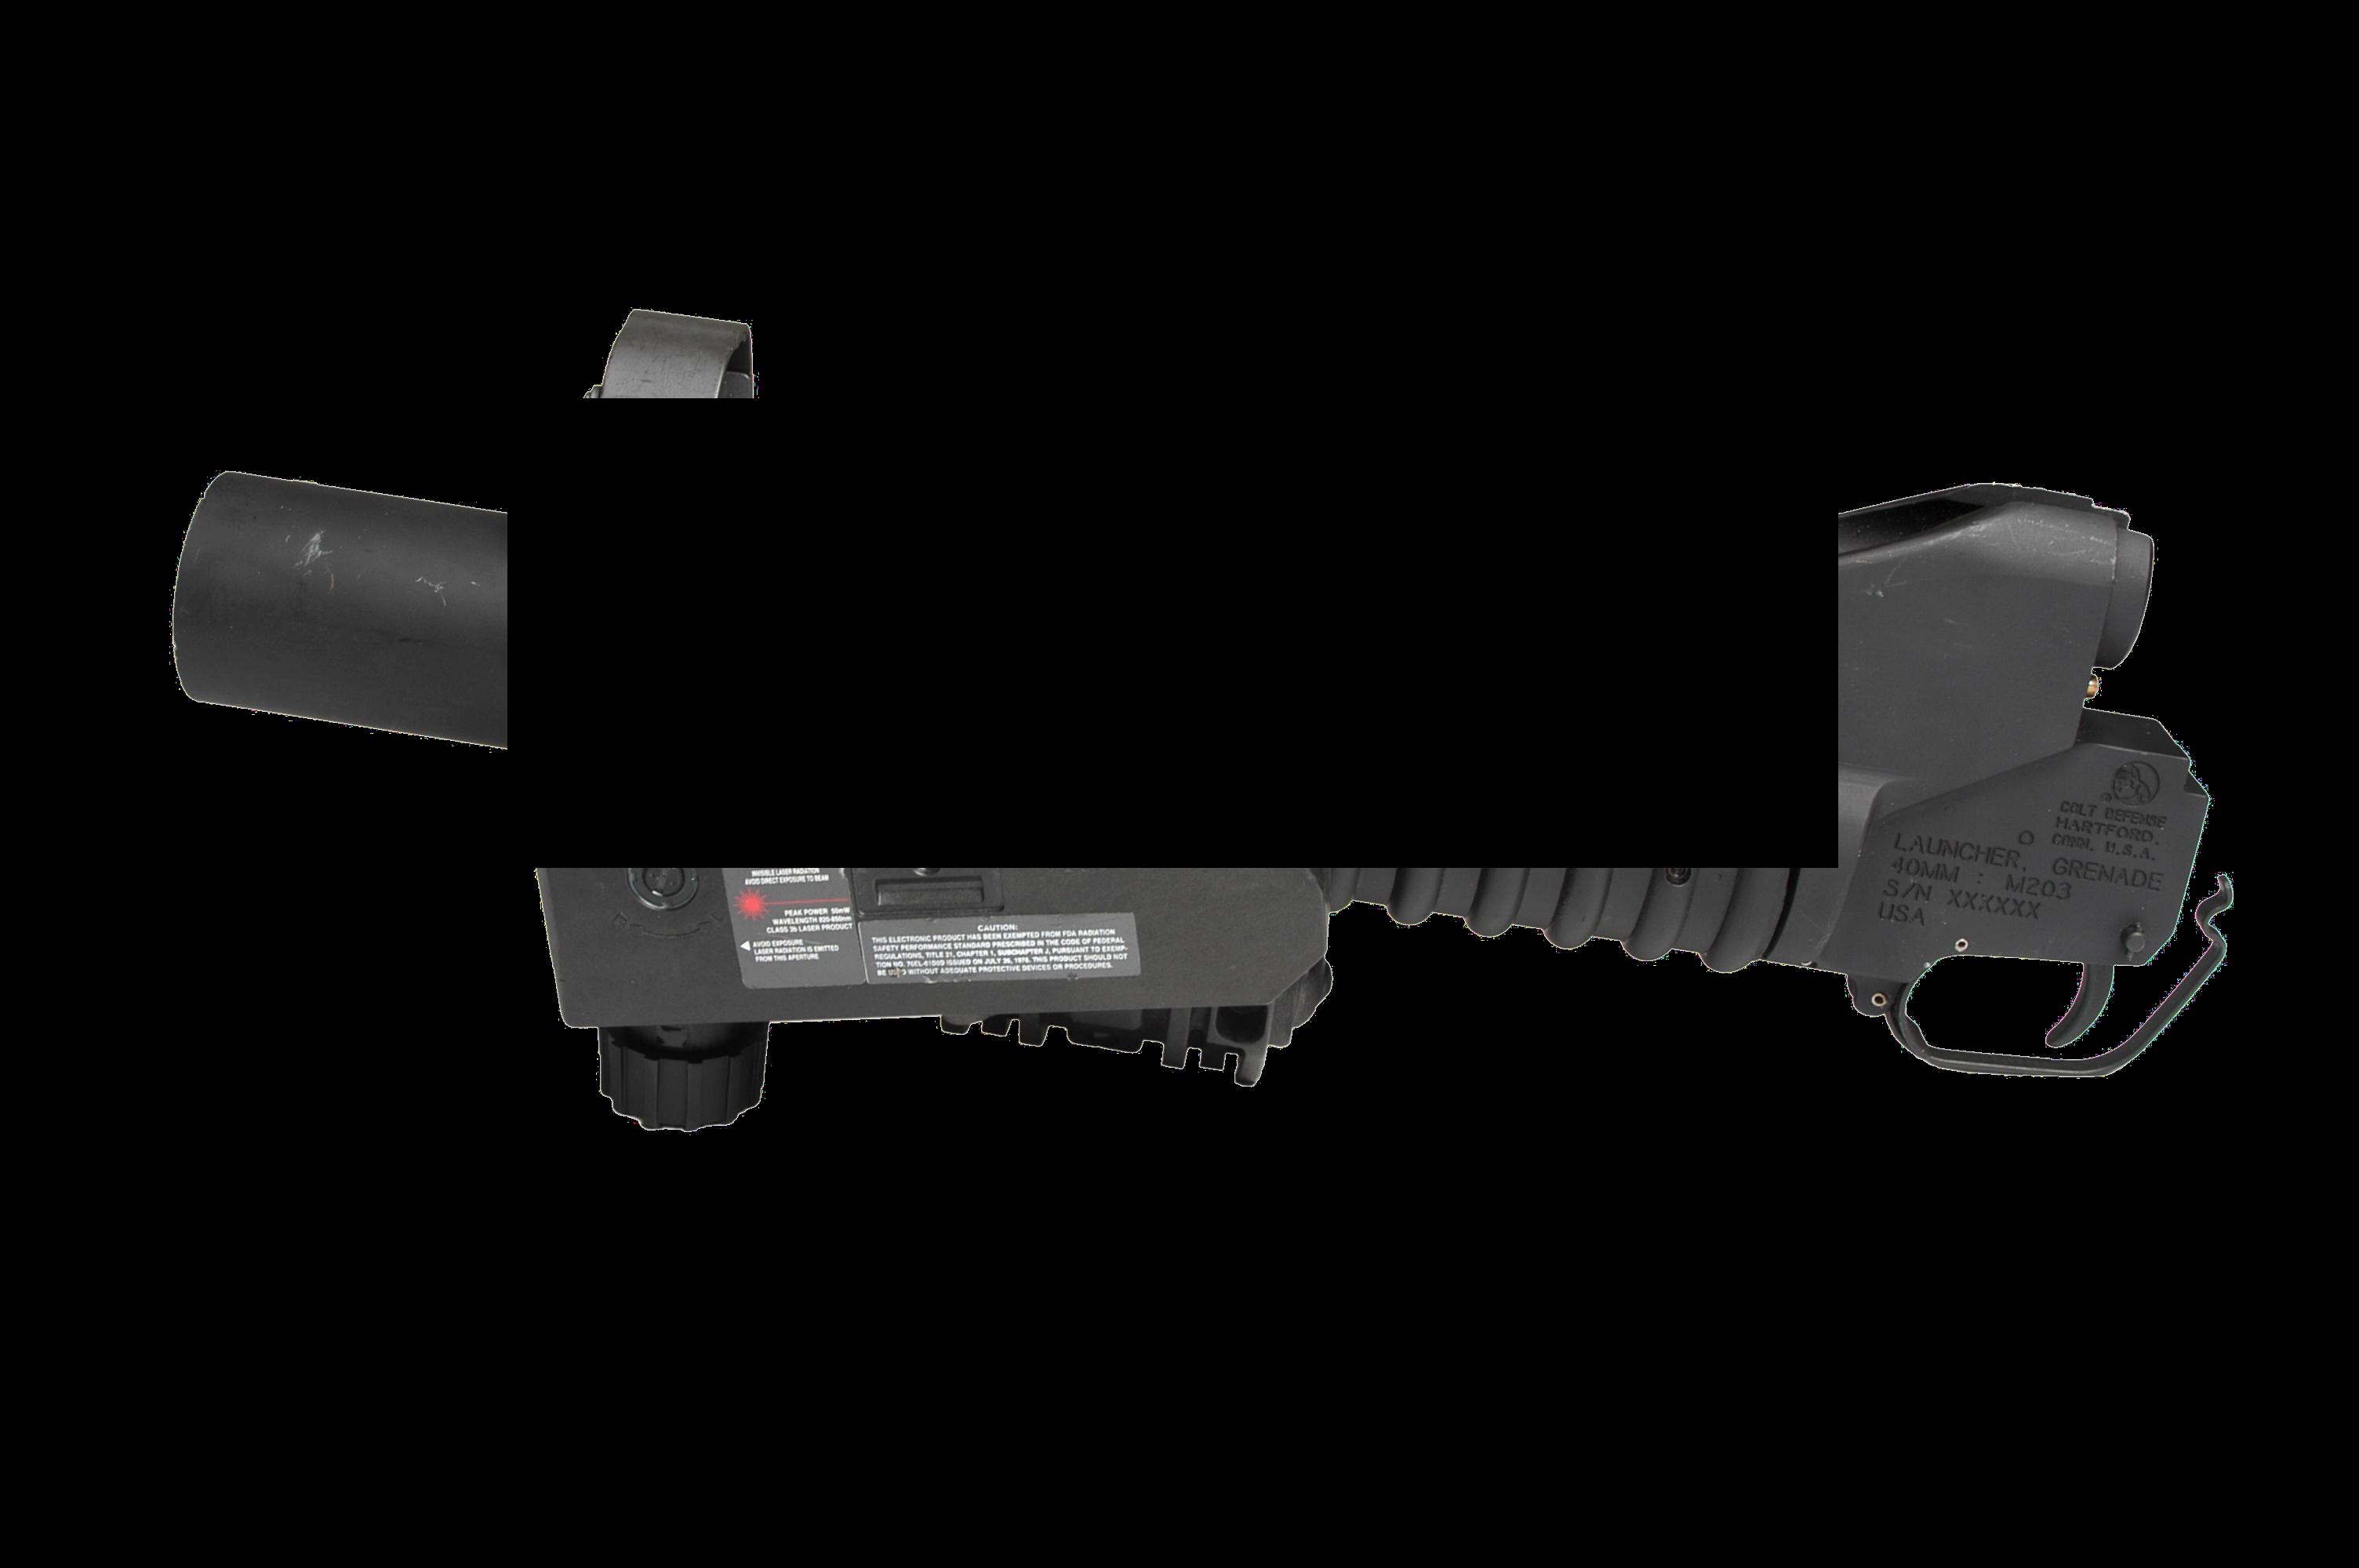 INVISIBLE LASER RADIATION
AVOID DIRECT EXPOSURE TO BEAM
PEAK POWER 50mW
WAVELENGTH 820-850nm
CLASS 3b LASER PRODUCT
AVOID EXPOSURE
LASER RADIATION IS EMITTED
FROM THIS APERTURE
CAUTION:
THIS ELECTRONIC PRODUCT HAS BEEN EXEMPTED FROM FDA RADIATION
SAFETY PERFORMANCE STANDARD PRESCRIBED IN THE CODE OF FEDERAL
REGULATIONS, TITLE 21, CHAPTER 1, SUBCHAPTER J, PURSUANT TO EXEMP-
TION NO. ISSUED ON JULY 26, 1976. THIS PRODUCT SHOULD NOT
BE USED WITHOUT ADEQUATE PROTECTIVE DEVICES OR PROCEDURES.
COLT DEFENSE
HARTFORD.
CONN. U.S.A.
LAUNCHER, GRENADE
40MM : M203
S/N XXXXXX
USA